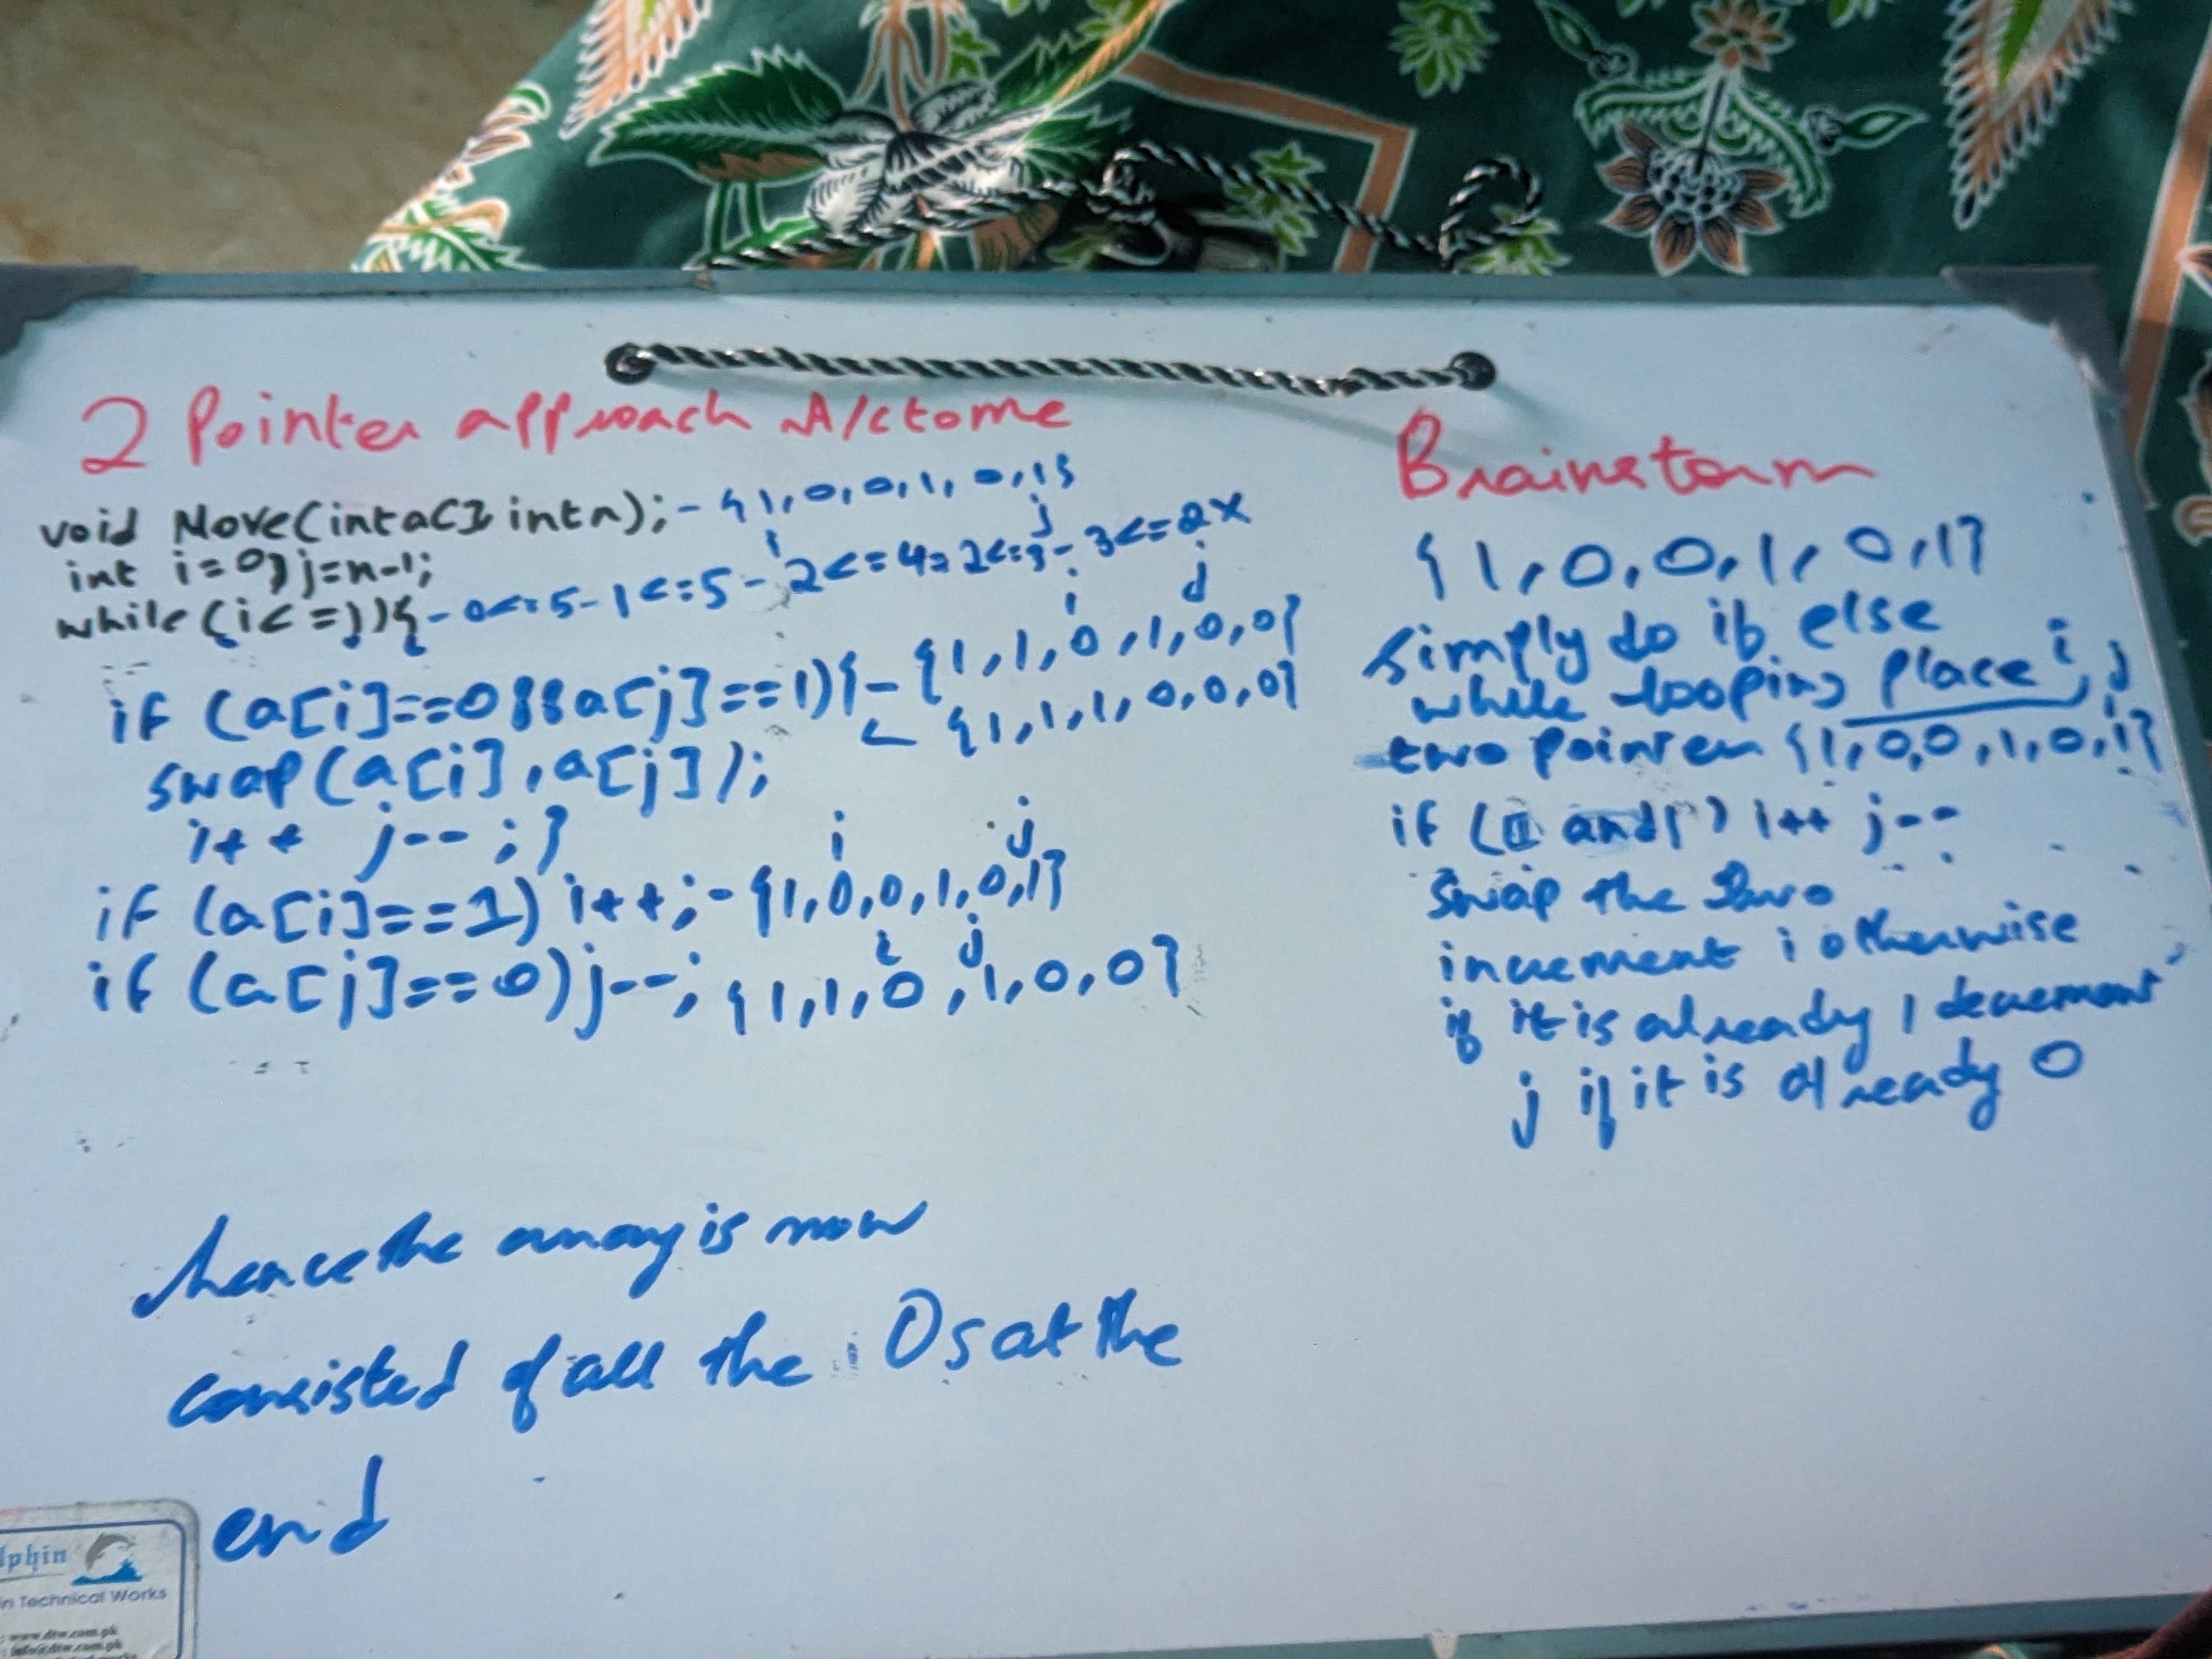 2 Pointer approach A/c to me
void Move(int a[] int n);- {1,0,0,1,0,1}
int i=0; j=n-1;
i j
while(i<=j){ - 0<=5-1<=5-2<=4=2<=3-3<=2x
i j
if (a[i]==0&&a[j]==1){- {1,1,0,1,0,0}
{1,1,1,0,0,0}
swap(a[i],a[j]);
i++ j--;}
i j
if (a[i]==1) i++;-{1,0,0,1,0,1}
i j
if (a[j]==0)j--; {1,1,0,1,0,0}
hence the array is now
consisted of all the 0s at the
end
Brainstorm
{1,0,0,1,0,1}
simply do if else
while looping place i, j
two pointer {1,0,0,1,0,1}
if ( and 1) i++ j--
swap the two
increment i otherwise
if it is already 1 decrement
j if it is already 0
lphin
in Technical Works
: www.dtw.com.pk
: info@dtw.com.pk